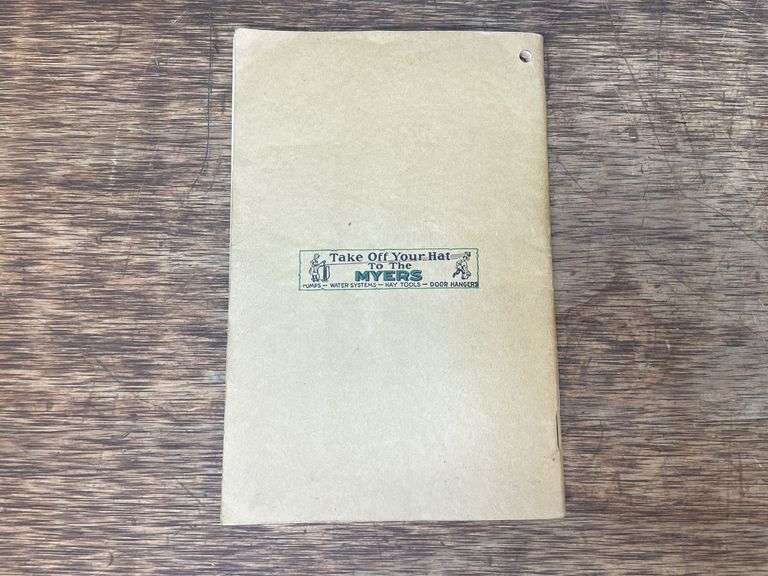 Take Off Your Hat
To The
MYERS
PUMPS — WATER SYSTEMS — HAY TOOLS — DOOR HANGERS